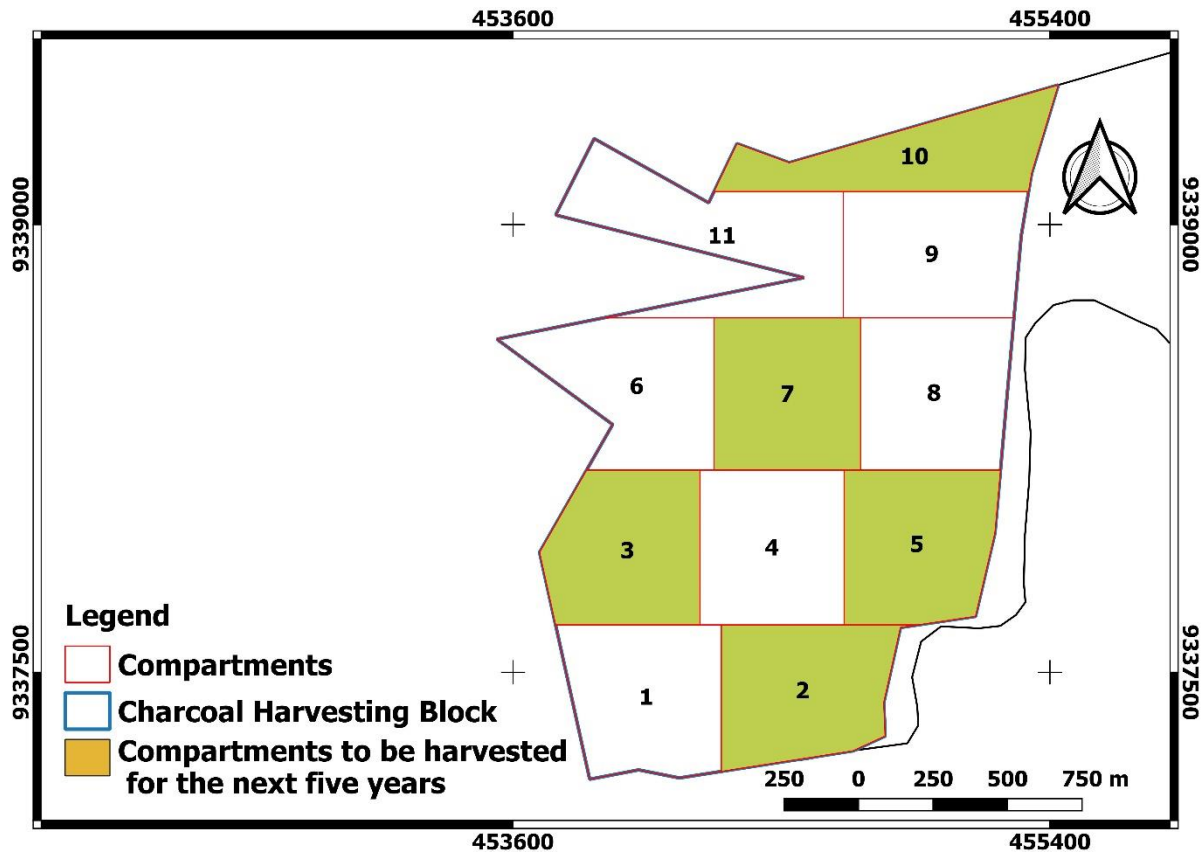 453600 455400
10
9339000 9339000
11
9
6 7 8
3 4 5
Legend
Compartments
Charcoal Harvesting Block
Compartments to be harvested
for the next five years
9337500 9337500
1 2
250 0 250 500 750 m
453600 455400